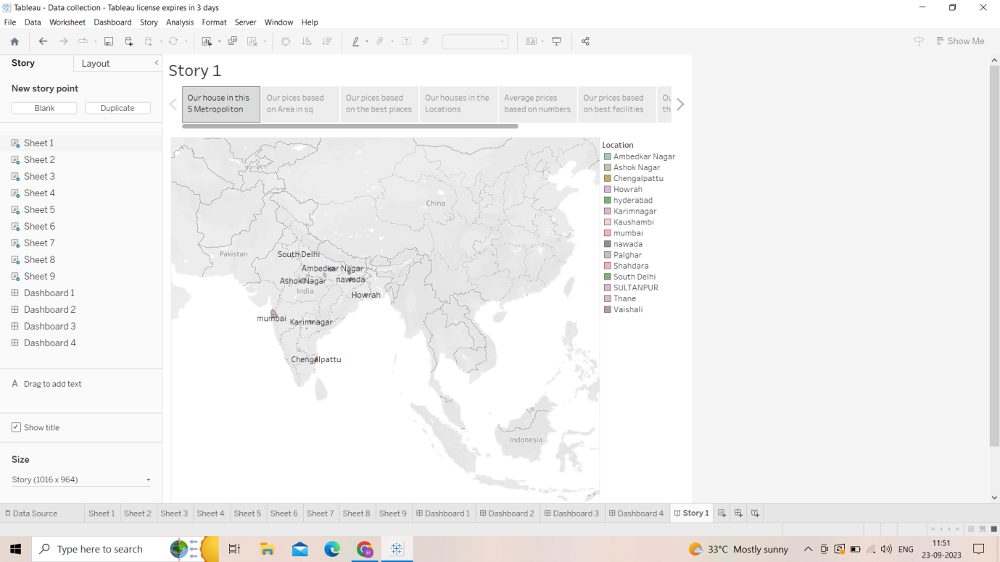 Tableau - Data collection - Tableau license expires in 3 days
File Data Worksheet Dashboard Story Analysis Format Server Window Help
Show Me
Story
Layout
New story point
Blank
Duplicate
Sheet 1
Sheet 2
Sheet 3
Sheet 4
Sheet 5
Sheet 6
Sheet 7
Sheet 8
Sheet 9
Dashboard 1
Dashboard 2
Dashboard 3
Dashboard 4
A Drag to add text
Show title
Size
Story (1016 x 964)
Story 1
Our house in this
5 Metropoliton
Our pices based
on Area in sq
Our pices based
on the best places
Our houses in the
Locations
Average prices
based on numbers
Our prices based
on best facilities
China
Pakistan
South Delhi
Ambedkar Nagar
Ashok Nagar
nawada
India
Howrah
mumbai
Karimnagar
Chengalpattu
Indonesia
Location
Ambedkar Nagar
Ashok Nagar
Chengalpattu
Howrah
hyderabad
Karimnagar
Kaushambi
mumbai
nawada
Palghar
Shahdara
South Delhi
SULTANPUR
Thane
Vaishali
Data Source Sheet 1 Sheet 2 Sheet 3 Sheet 4 Sheet 5 Sheet 6 Sheet 7 Sheet 8 Sheet 9 Dashboard 1 Dashboard 2 Dashboard 3 Dashboard 4 Story 1
Type here to search
33°C Mostly sunny
ENG
11:51
23-09-2023